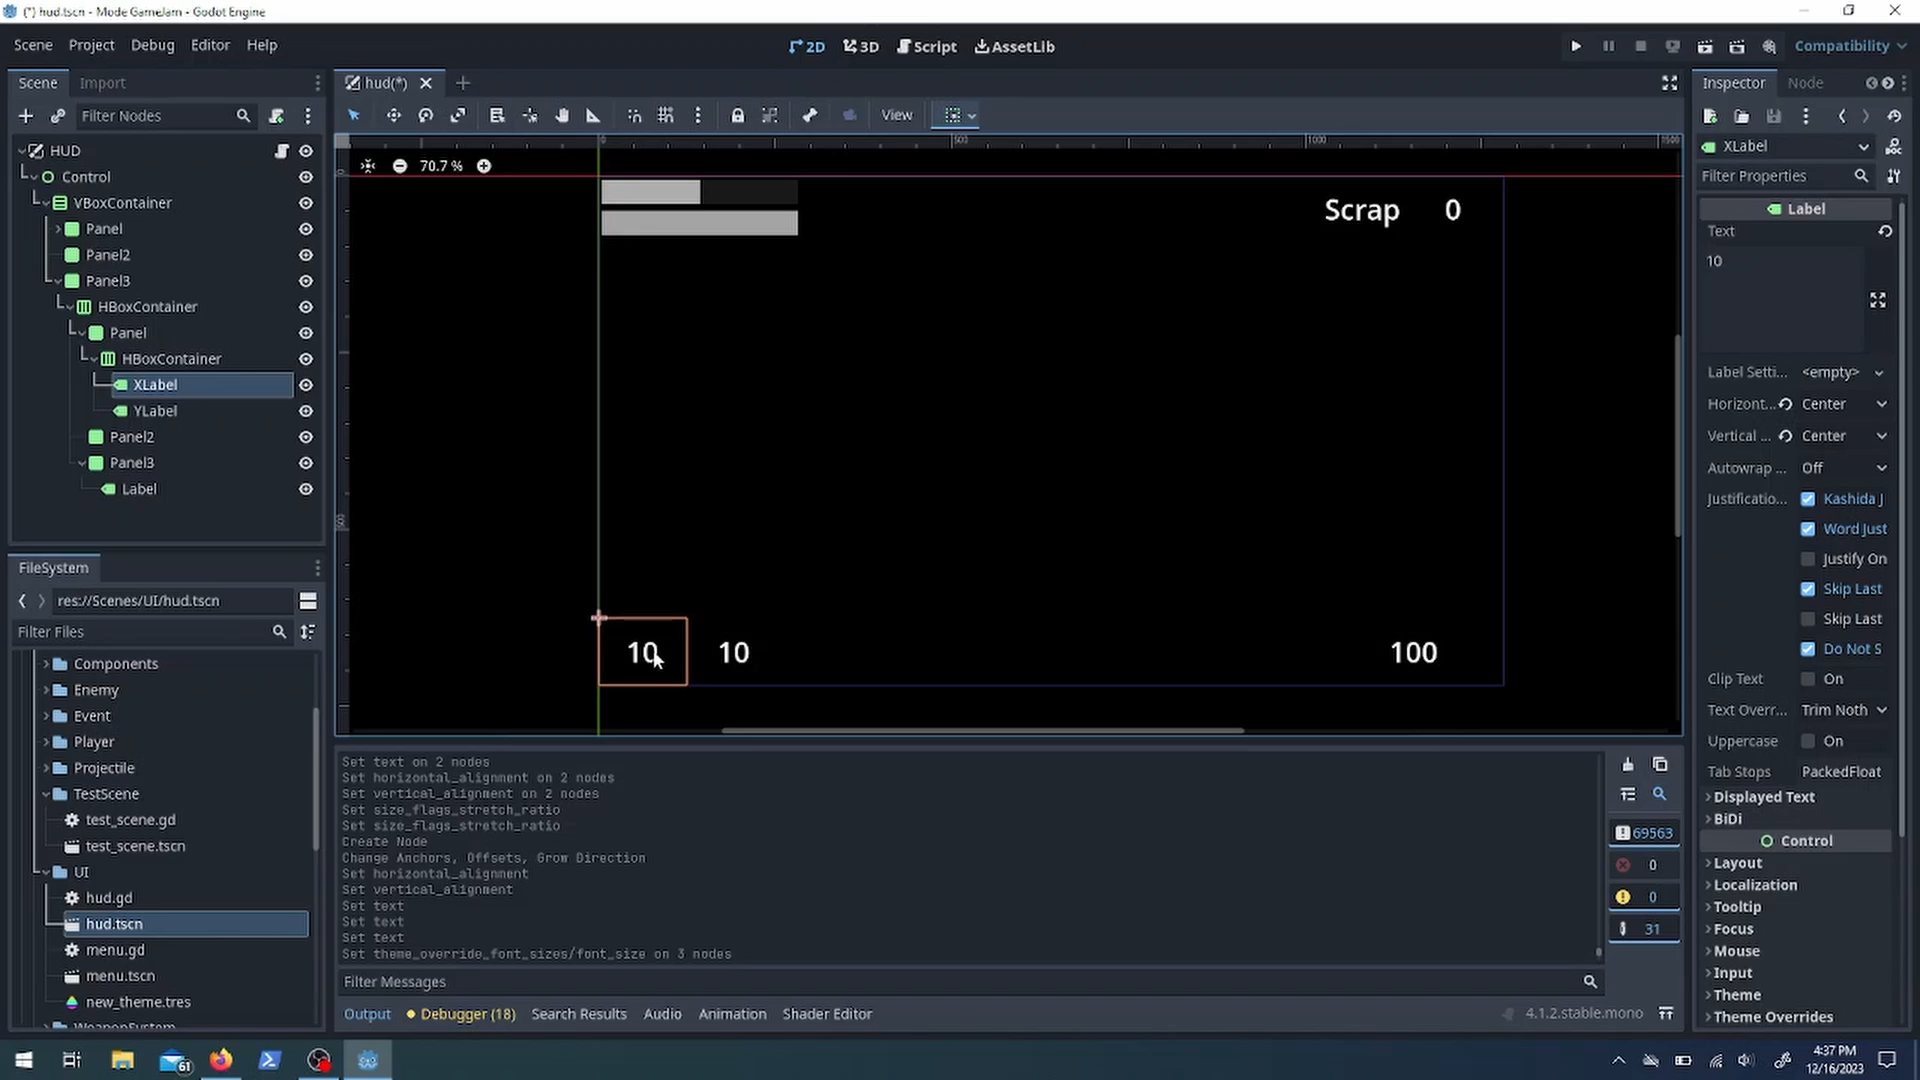 (*) hud.tscn - Mode GameJam - Godot Engine
Scene Project Debug Editor Help
2D 3D Script AssetLib
Compatibility
Scene Import
hud(*)
Inspector Node
Filter Nodes
View
HUD
70.7 %
0 500 1000 1500
XLabel
Control
Filter Properties
VBoxContainer
Scrap 0
Label
Panel
Text
Panel2
10
Panel3
HBoxContainer
Panel
HBoxContainer
Label Setti... <empty>
XLabel
Horizont... Center
YLabel
Vertical ... Center
Panel2
Autowrap ... Off
Panel3
Justificatio... Kashida J
Label
Word Just
Justify On
FileSystem
Skip Last
res://Scenes/UI/hud.tscn
Skip Last
Filter Files
Do Not S
10 10 100
Components
Clip Text On
Enemy
Text Overr... Trim Noth
Event
Uppercase On
Player
Tab Stops PackedFloat
Projectile
Set text on 2 nodes
Set horizontal_alignment on 2 nodes
Displayed Text
TestScene
Set vertical_alignment on 2 nodes
BiDi
Set size_flags_stretch_ratio
test_scene.gd
Set size_flags_stretch_ratio
69563
Control
test_scene.tscn
Create Node
Change Anchors, Offsets, Grow Direction
0
Layout
UI
Set horizontal_alignment
Localization
Set vertical_alignment
hud.gd
0
Tooltip
Set text
hud.tscn
Set text
31
Focus
Set text
menu.gd
Set theme_override_font_sizes/font_size on 3 nodes
Mouse
menu.tscn
Filter Messages
Input
new_theme.tres
Theme
WeaponSystem
Output Debugger (18) Search Results Audio Animation Shader Editor
4.1.2.stable.mono
Theme Overrides
61
4:37 PM
12/16/2023